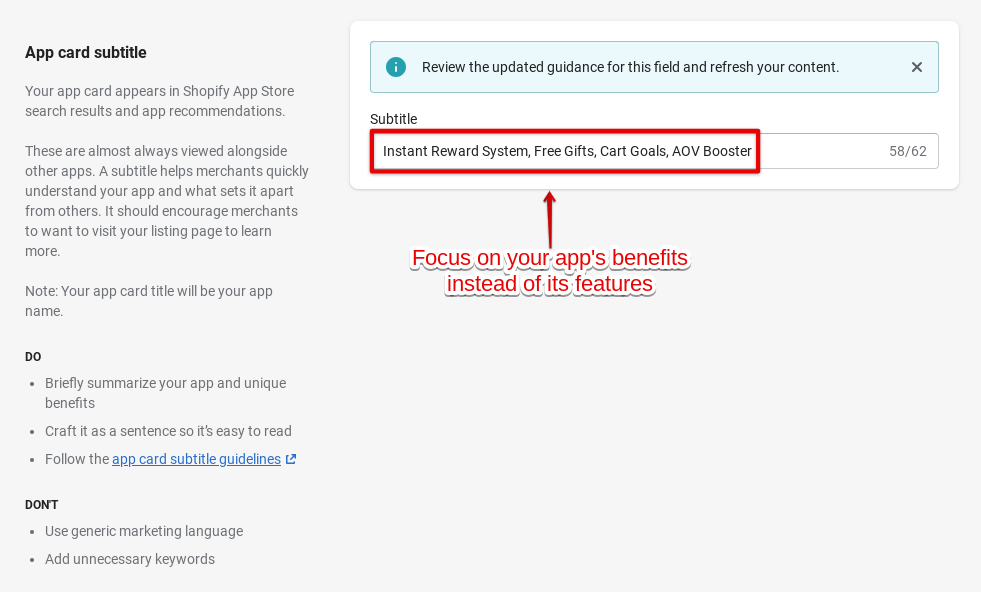 App card subtitle
Your app card appears in Shopify App Store
search results and app recommendations.
These are almost always viewed alongside
other apps. A subtitle helps merchants quickly
understand your app and what sets it apart
from others. It should encourage merchants
to want to visit your listing page to learn
more.
Note: Your app card title will be your app
name.
DO
• Briefly summarize your app and unique
benefits
• Craft it as a sentence so it's easy to read
• Follow the app card subtitle guidelines
DON'T
• Use generic marketing language
• Add unnecessary keywords
Review the updated guidance for this field and refresh your content.
Subtitle
Instant Reward System, Free Gifts, Cart Goals, AOV Booster 58/62
Focus on your app's benefits
instead of its features